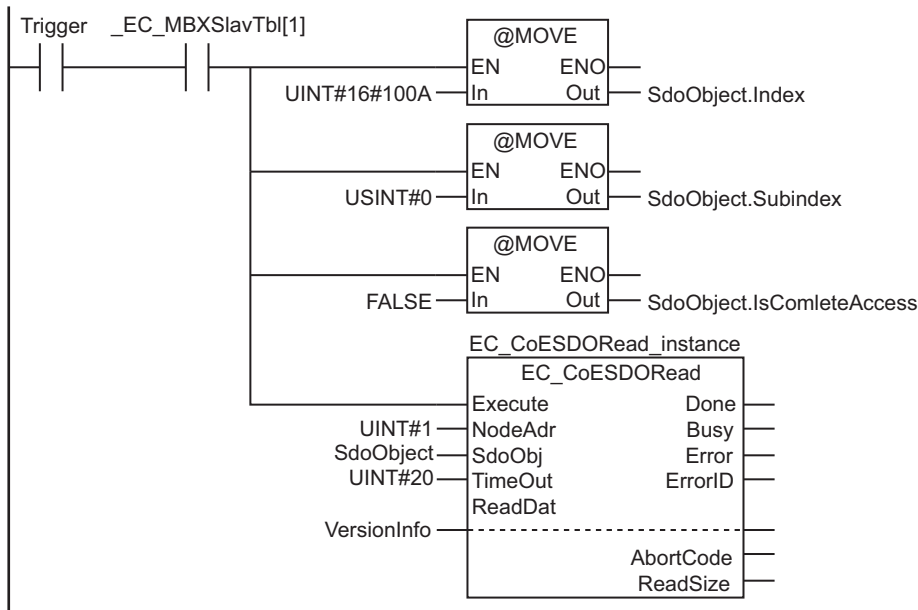 Trigger _EC_MBXSlavTbl[1]
@MOVE
EN ENO
UINT#16#100A In Out SdoObject.Index
@MOVE
EN ENO
USINT#0 In Out SdoObject.Subindex
@MOVE
EN ENO
FALSE In Out SdoObject.IsComleteAccess
EC_CoESDORead_instance
EC_CoESDORead
Execute Done
UINT#1 NodeAdr Busy
SdoObject SdoObj Error
UINT#20 TimeOut ErrorID
ReadDat
VersionInfo
AbortCode
ReadSize